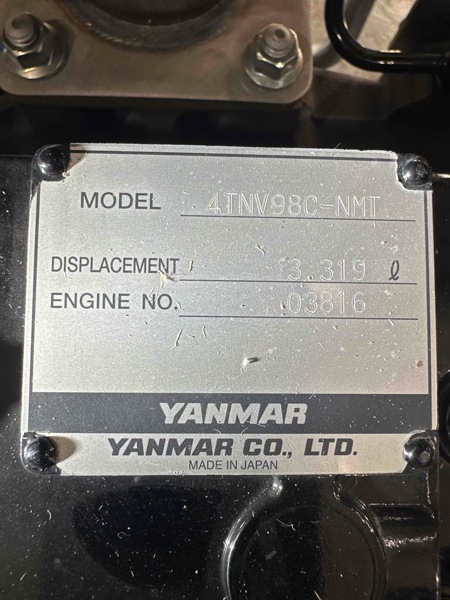 MODEL 4TNV98C-NMT
DISPLACEMENT 3.319 ℓ
ENGINE NO. 03816
YANMAR
YANMAR CO., LTD.
MADE IN JAPAN